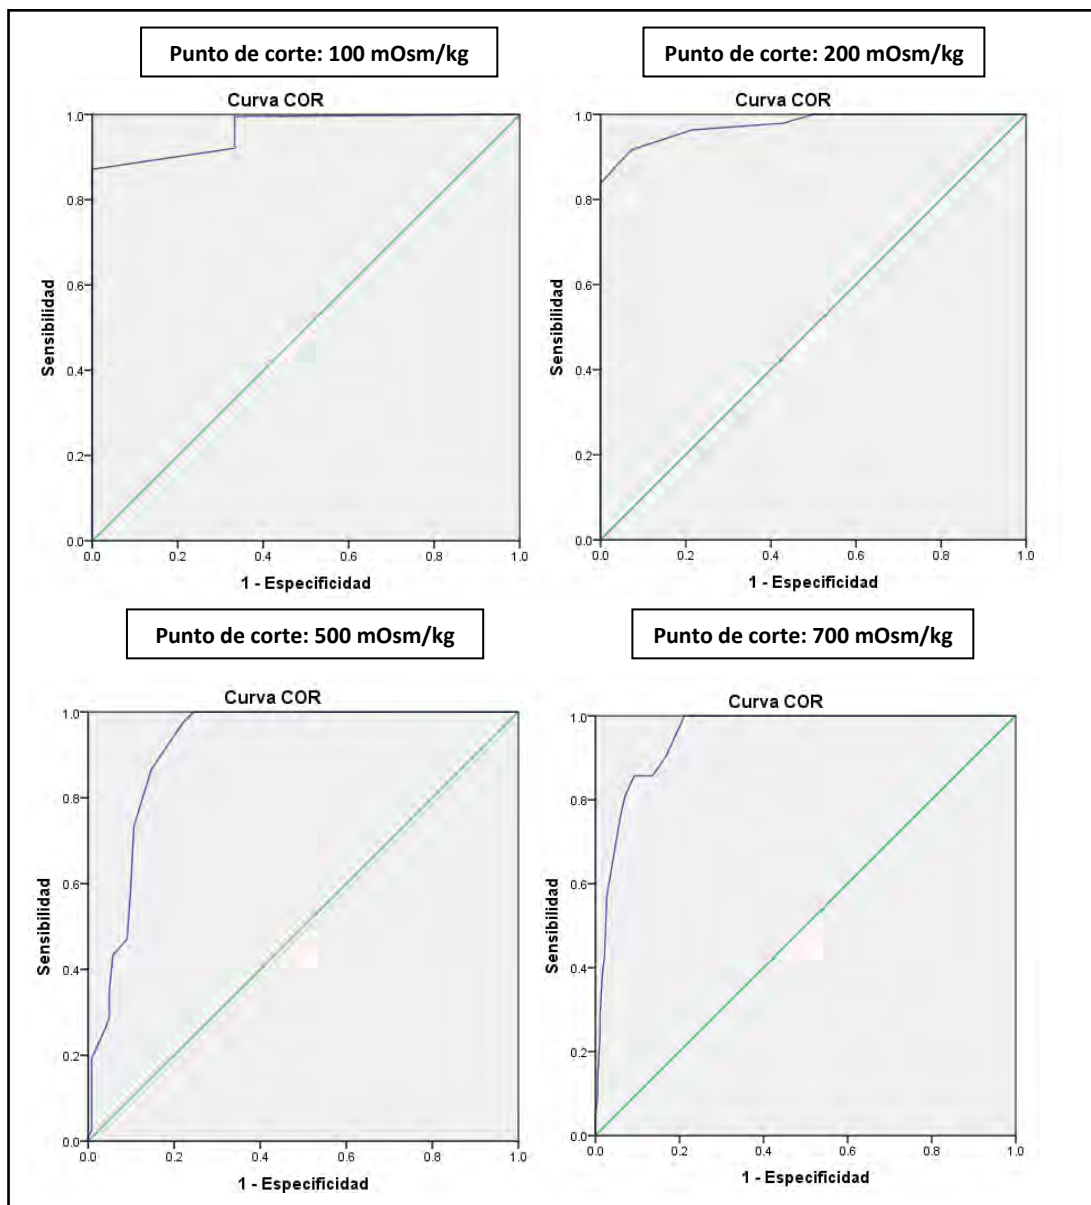 Punto de corte: 100 mOsm/kg
Punto de corte: 200 mOsm/kg
Curva COR
Curva COR
1.0
0.8
0.6
0.4
0.2
0.0
Sensibilidad
0.0 0.2 0.4 0.6 0.8 1.0
1 - Especificidad
1.0
0.8
0.6
0.4
0.2
0.0
Sensibilidad
0.0 0.2 0.4 0.6 0.8 1.0
1 - Especificidad
Punto de corte: 500 mOsm/kg
Punto de corte: 700 mOsm/kg
Curva COR
Curva COR
1.0
0.8
0.6
0.4
0.2
0.0
Sensibilidad
0.0 0.2 0.4 0.6 0.8 1.0
1 - Especificidad
1.0
0.8
0.6
0.4
0.2
0.0
Sensibilidad
0.0 0.2 0.4 0.6 0.8 1.0
1 - Especificidad